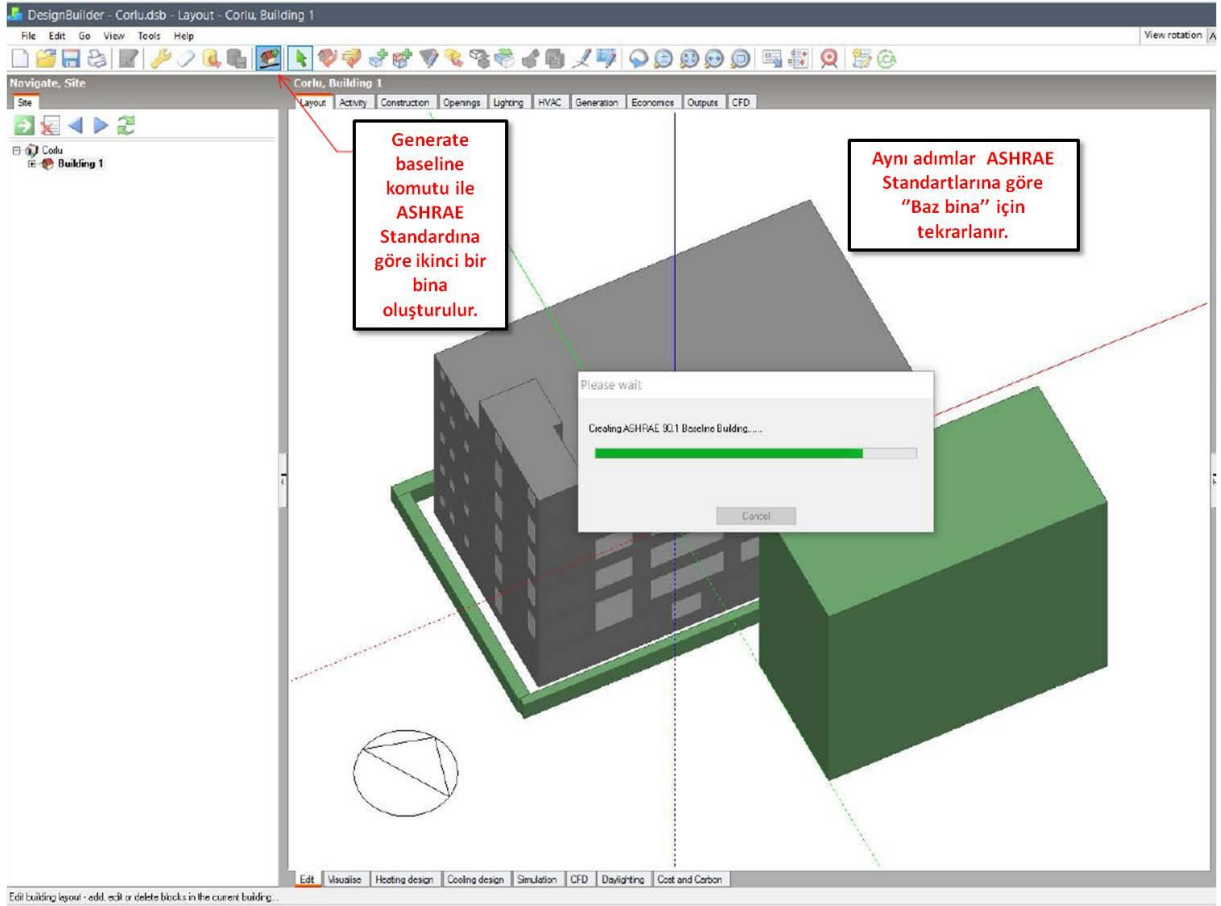 DesignBuilder - Corlu.dsb - Layout - Corlu, Building 1
File Edit Go View Tools Help
View rotation A
Navigate, Site
Corlu, Building 1
Site
Layout Activity Construction Openings Lighting HVAC Generation Economics Outputs CFD
Corlu
Building 1
Generate
baseline
komutu ile
ASHRAE
Standardına
göre ikinci bir
bina
oluşturulur.
Aynı adımlar ASHRAE
Standartlarına göre
‘’Baz bina’’ için
tekrarlanır.
Please wait
Creating ASHRAE 90.1 Baseline Building......
Cancel
Edit Visualise Heating design Cooling design Simulation CFD Daylighting Cost and Carbon
Edit building layout - add, edit or delete blocks in the current building...